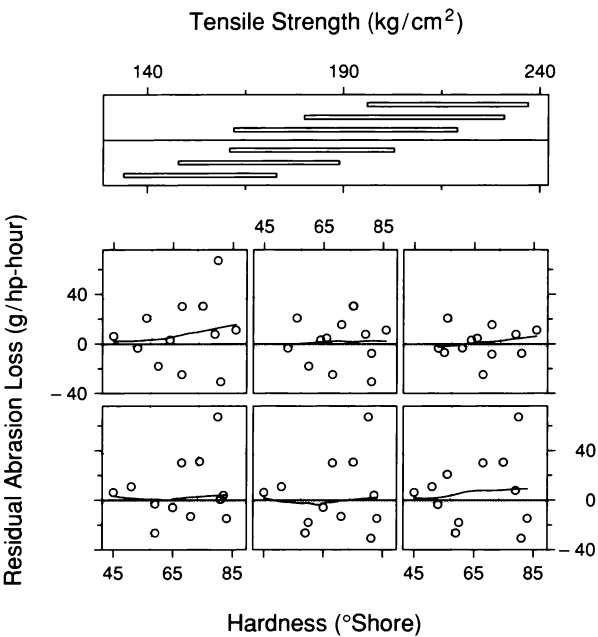 Tensile Strength (kg/cm²)
140 190 240
45 65 85
40
0
− 40
40
0
− 40
45 65 85 45 65 85
Residual Abrasion Loss (g/hp-hour)
Hardness (°Shore)